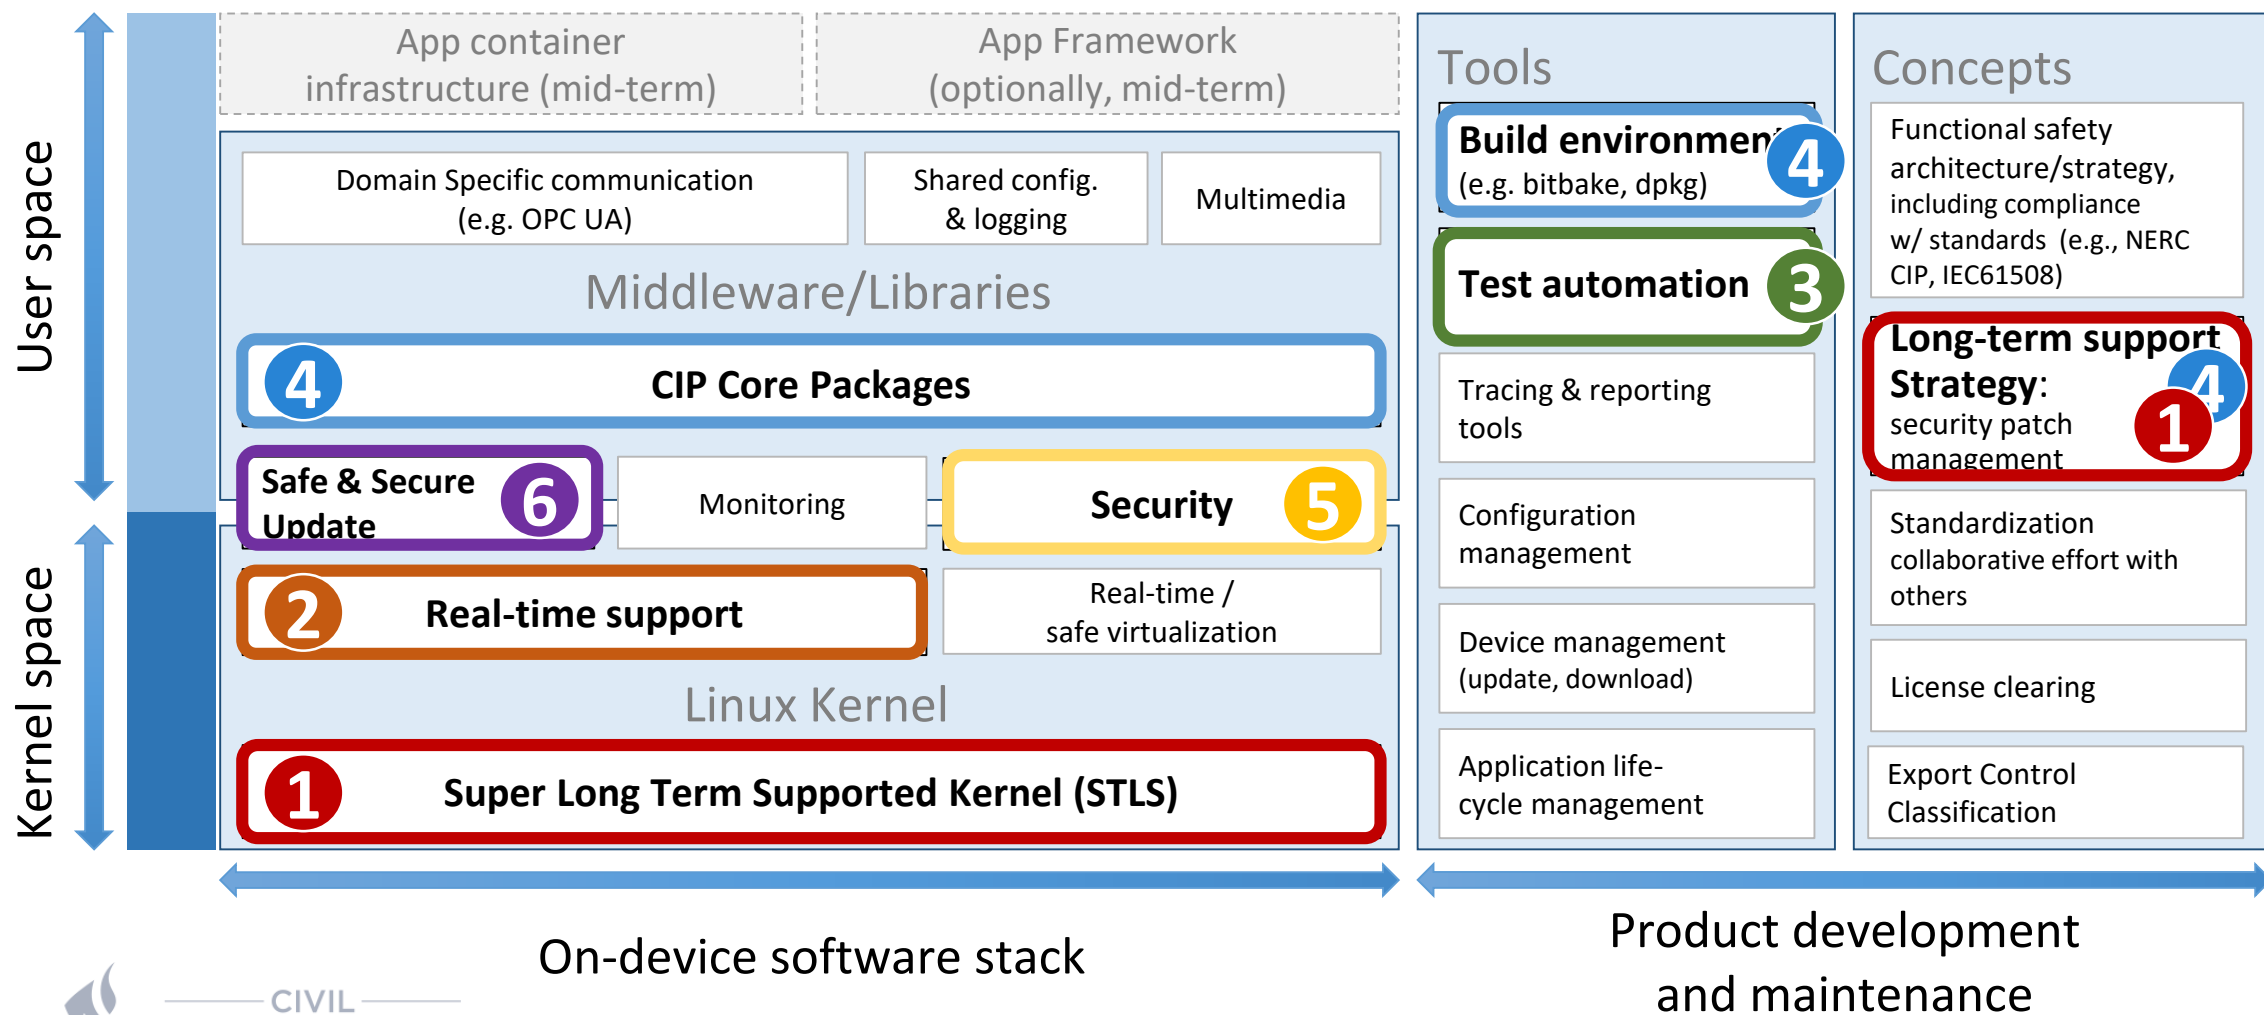 User space
Kernel space
App container
infrastructure (mid-term)
App Framework
(optionally, mid-term)
Domain Specific communication
(e.g. OPC UA)
Shared config.
& logging
Multimedia
Middleware/Libraries
4
CIP Core Packages
Safe & Secure
Update
6
Monitoring
Security
5
2
Real-time support
Real-time /
safe virtualization
Linux Kernel
1
Super Long Term Supported Kernel (STLS)
On-device software stack
Tools
Build environmen
(e.g. bitbake, dpkg)
4
Test automation
3
Tracing & reporting
tools
Configuration
management
Device management
(update, download)
Application life-
cycle management
Concepts
Functional safety
architecture/strategy,
including compliance
w/ standards (e.g., NERC
CIP, IEC61508)
Long-term support
Strategy:
security patch
management
4
1
Standardization
collaborative effort with
others
License clearing
Export Control
Classification
Product development
and maintenance
CIVIL